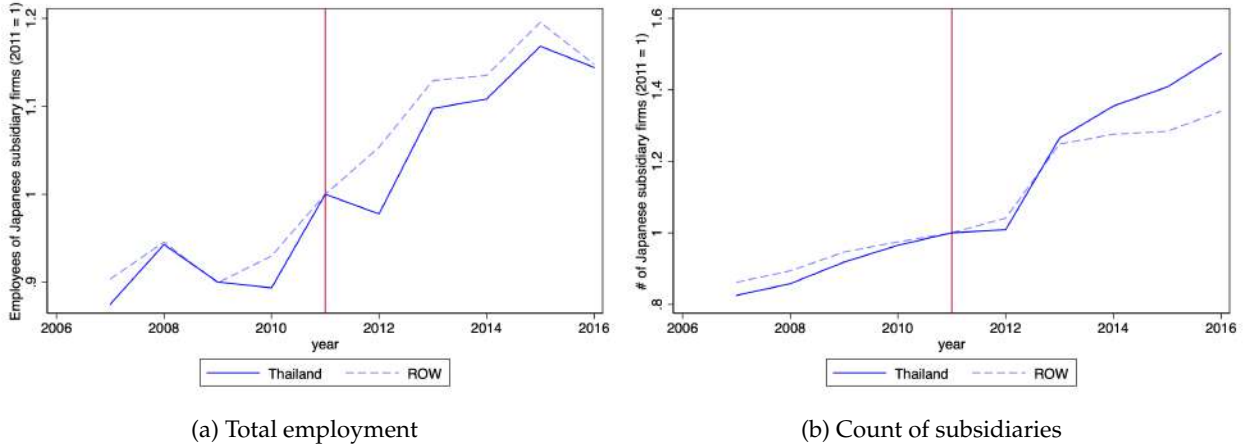 Employees of Japanese subsidiary firms (2011 = 1)
1.2
1.1
1
.9
2006 2008 2010 2012 2014 2016
year
Thailand ROW
(a) Total employment
# of Japanese subsidiary firms (2011 = 1)
1.6
1.4
1.2
1
.8
2006 2008 2010 2012 2014 2016
year
Thailand ROW
(b) Count of subsidiaries